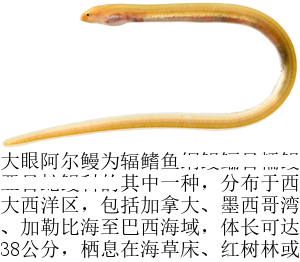 大眼阿尔鳗为辐鳍鱼
的其中一种，分布于西
大西洋区，包括加拿大、墨西哥湾
、加勒比海至巴西海域，体长可达
38公分，栖息在海草床、红树林或